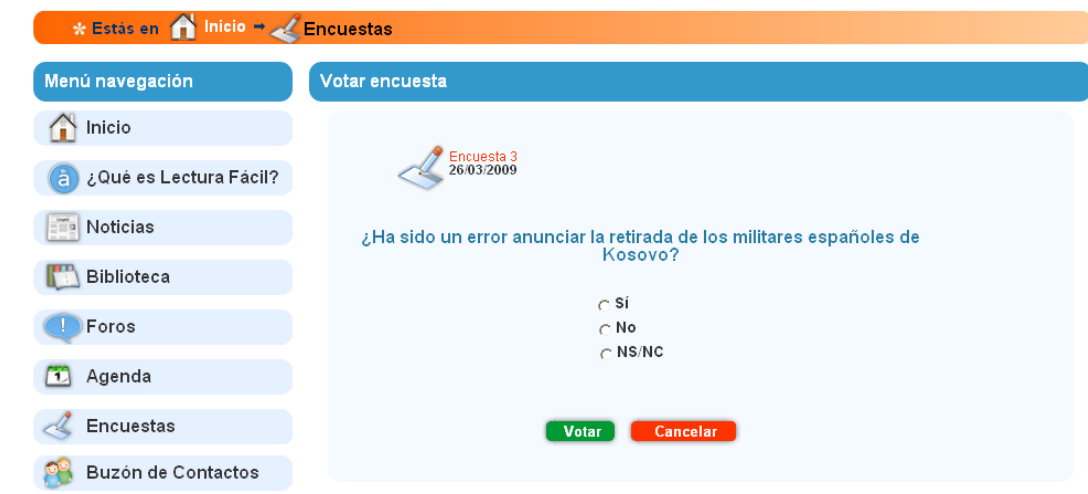 * Estás en Inicio → Encuestas
Menú navegación
Inicio
¿Qué es Lectura Fácil?
Noticias
Biblioteca
Foros
Agenda
Encuestas
Buzón de Contactos
Votar encuesta
Encuesta 3
26/03/2009
¿Ha sido un error anunciar la retirada de los militares españoles de
Kosovo?
Sí
No
NS/NC
Votar Cancelar